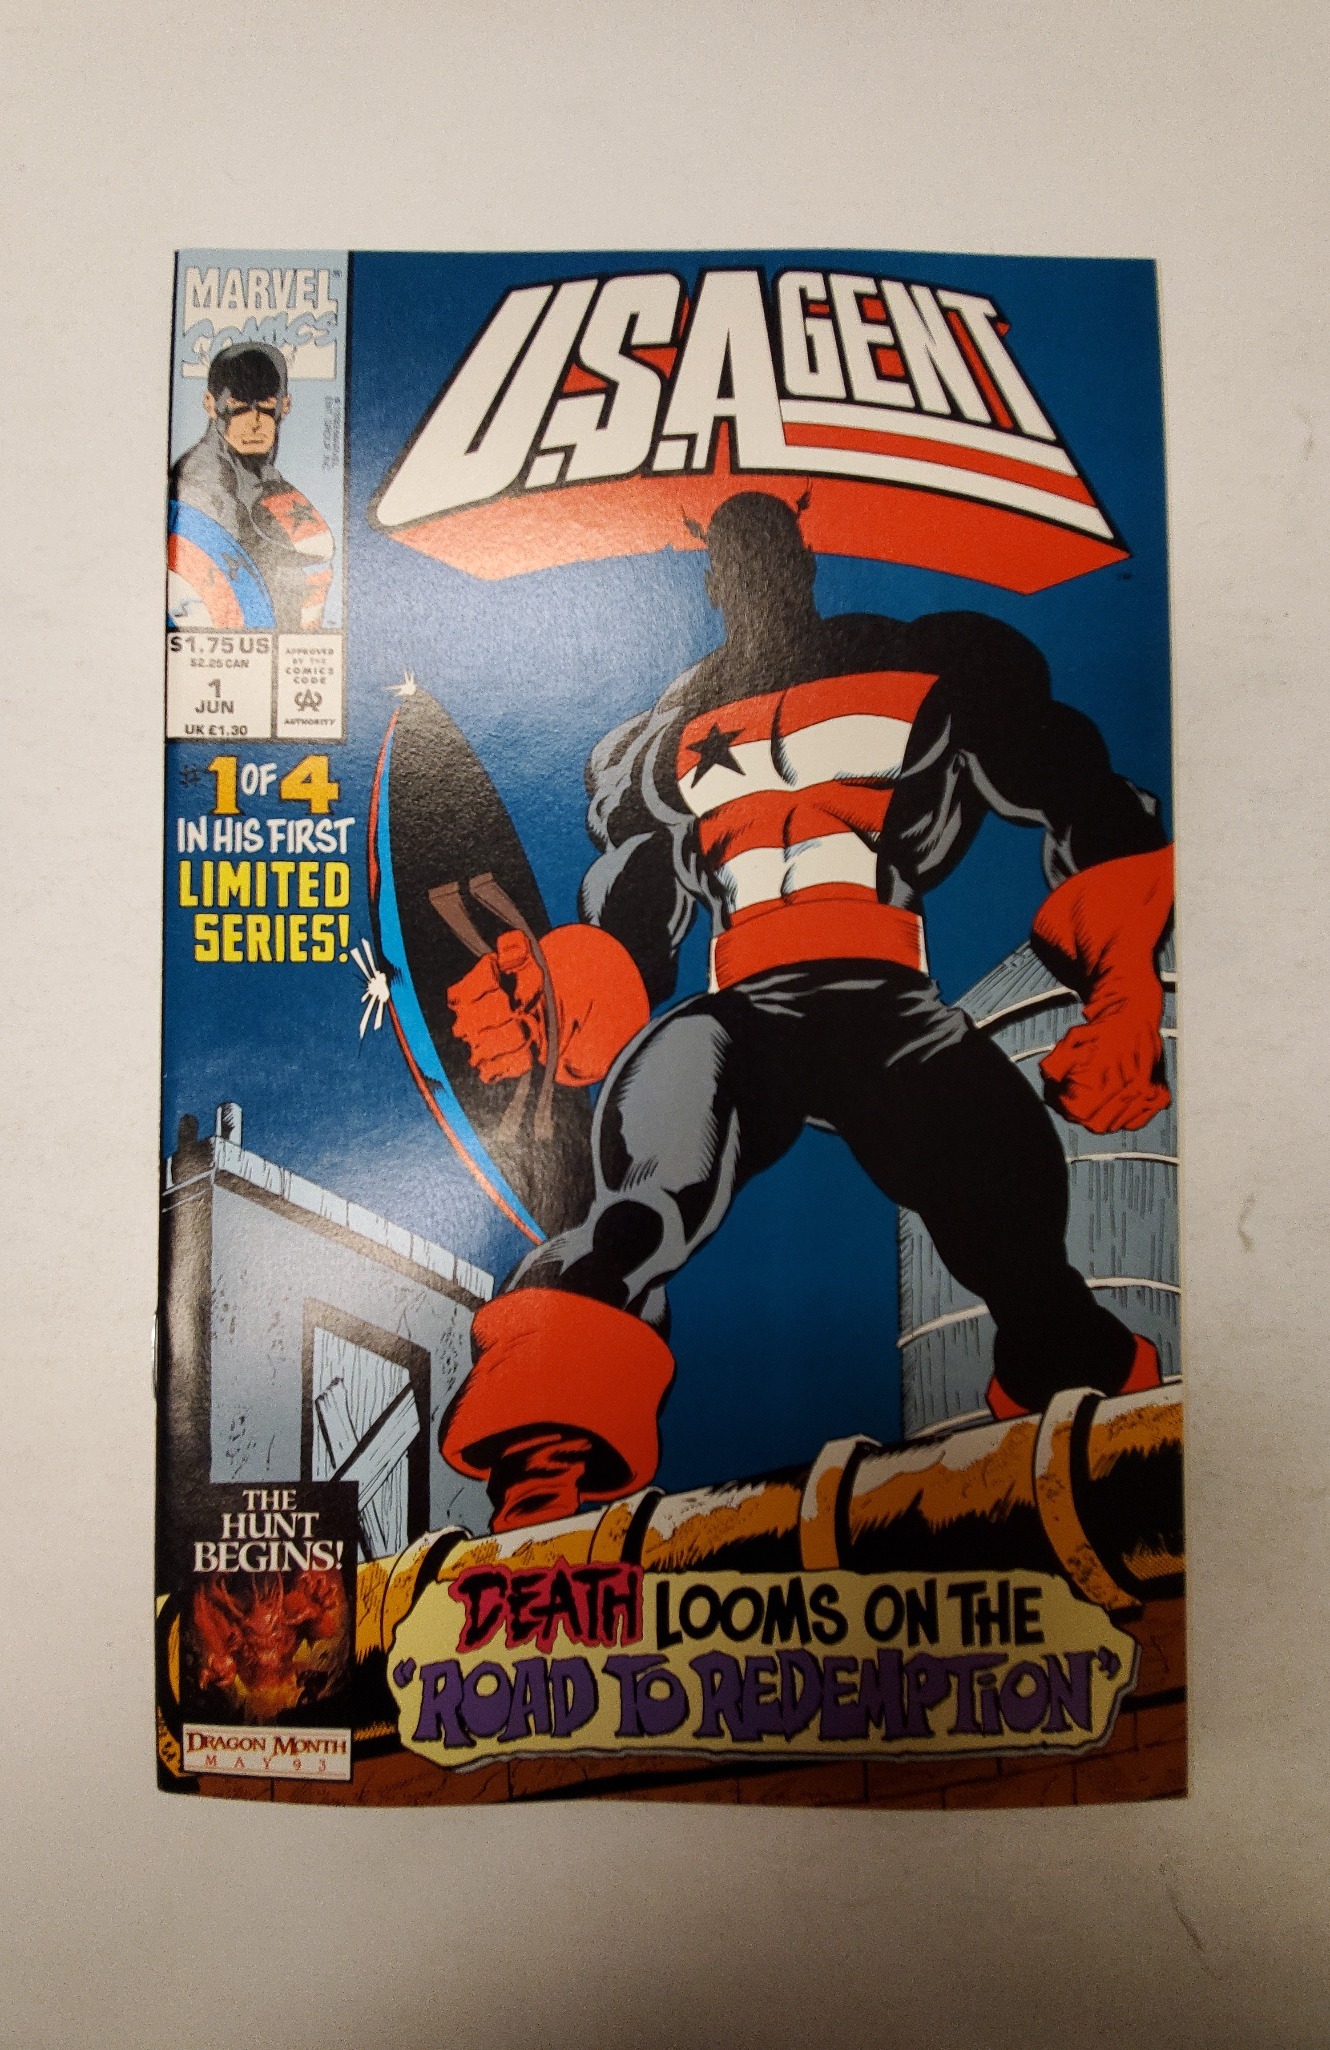 MARVEL
COMICS
U.S.AGENT
$1.75 US
$2.25 CAN
1
JUN
UK £1.30
APPROVED
BY THE
COMICS
CODE
CA
AUTHORITY
#1 OF 4
IN HIS FIRST
LIMITED
SERIES!
THE
HUNT
BEGINS!
DRAGON MONTH
MAY 93
DEATH LOOMS ON THE
"ROAD TO REDEMPTION"